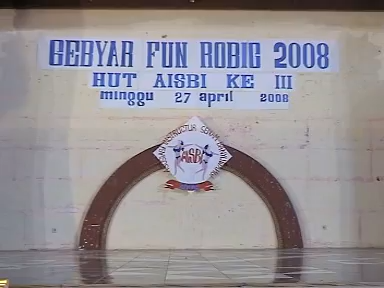 GEBYAR FUN ROBIC 2008
HUT AISBI KE III
minggu 27 april 2008
AISBI